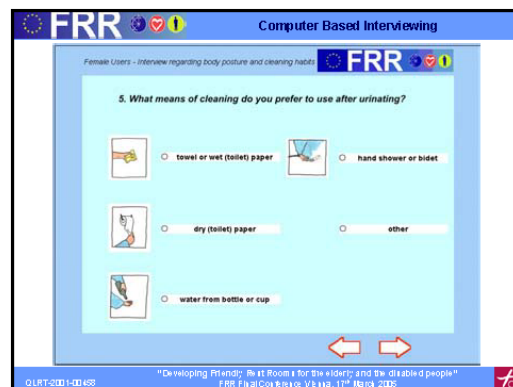 FRR Computer Based Interviewing
Female Users - Interview regarding body posture and cleaning habits FRR
5. What means of cleaning do you prefer to use after urinating?
towel or wet (toilet) paper
hand shower or bidet
dry (toilet) paper
other
water from bottle or cup
"Developing Friendly Rest Rooms for the elderly and the disabled people"
QLRT-2001-00458 FRR Final Conference Vienna, 17th March 2005